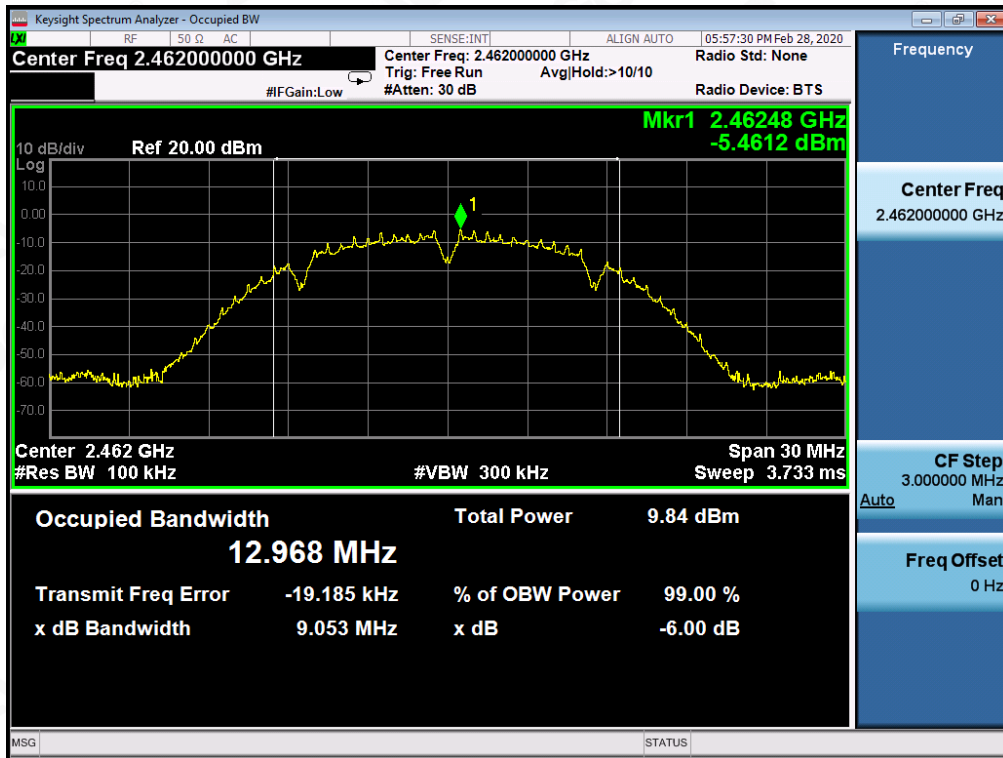 Keysight Spectrum Analyzer - Occupied BW
LXI RF 50 Ω AC SENSE:INT ALIGN AUTO 05:57:30 PM Feb 28, 2020
Center Freq 2.462000000 GHz
Center Freq: 2.462000000 GHz Radio Std: None
Trig: Free Run Avg|Hold:>10/10
#IFGain:Low #Atten: 30 dB Radio Device: BTS
Mkr1 2.46248 GHz
-5.4612 dBm
10 dB/div Ref 20.00 dBm
Log
10.0
0.00
-10.0
-20.0
-30.0
-40.0
-50.0
-60.0
-70.0
1
Center 2.462 GHz Span 30 MHz
#Res BW 100 kHz #VBW 300 kHz Sweep 3.733 ms
Occupied Bandwidth Total Power 9.84 dBm
12.968 MHz
Transmit Freq Error -19.185 kHz % of OBW Power 99.00 %
x dB Bandwidth 9.053 MHz x dB -6.00 dB
Frequency
Center Freq
2.462000000 GHz
CF Step
3.000000 MHz
Auto Man
Freq Offset
0 Hz
MSG STATUS